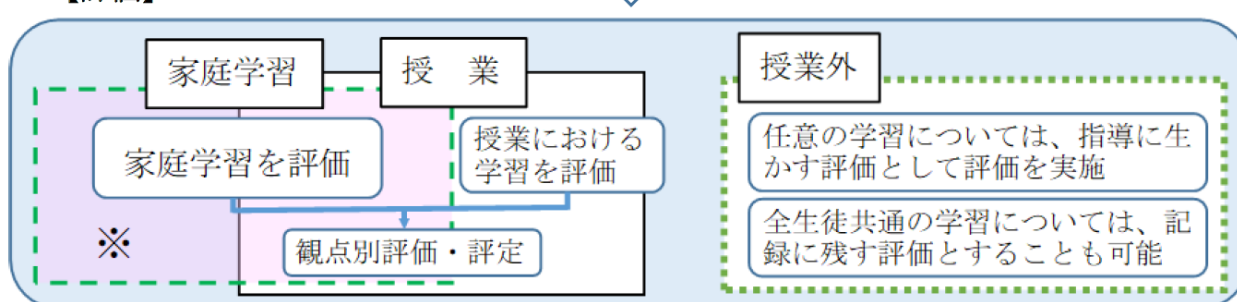 家庭学習
授　業
授業外
家庭学習を評価
授業における
学習を評価
※
観点別評価・評定
任意の学習については、指導に生
かす評価として評価を実施
全生徒共通の学習については、記
録に残す評価とすることも可能